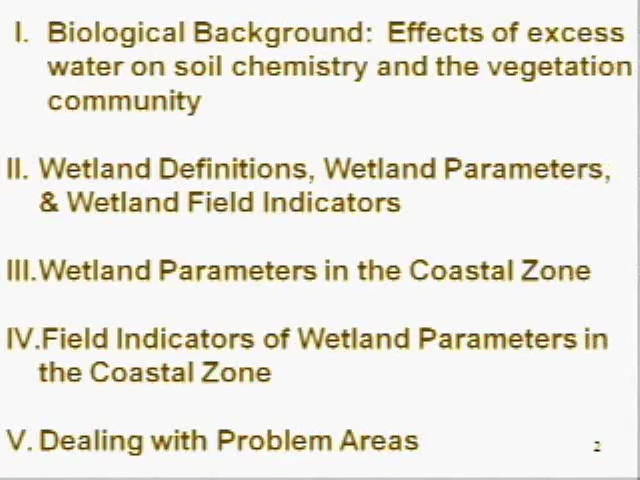 I. Biological Background: Effects of excess
water on soil chemistry and the vegetation
community
II. Wetland Definitions, Wetland Parameters,
& Wetland Field Indicators
III.Wetland Parameters in the Coastal Zone
IV.Field Indicators of Wetland Parameters in
the Coastal Zone
V. Dealing with Problem Areas
2